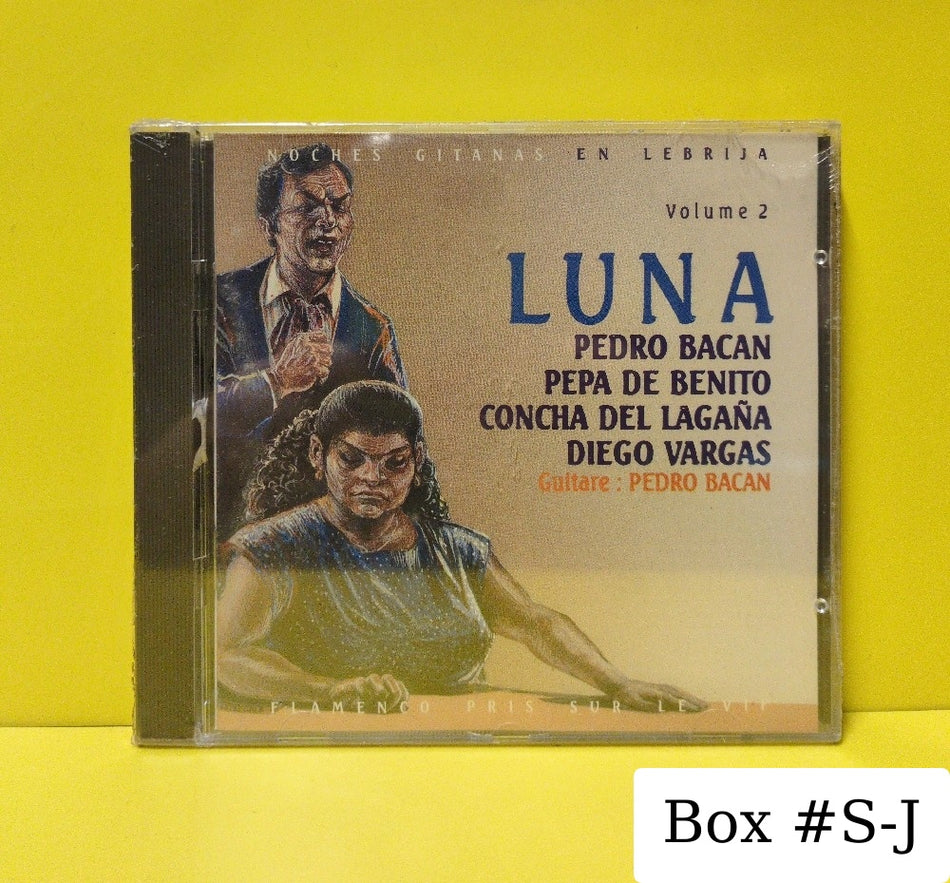 NOCHES GITANAS EN LEBRIJA
Volume 2
LUNA
PEDRO BACAN
PEPA DE BENITO
CONCHA DEL LAGAÑA
DIEGO VARGAS
Guitare : PEDRO BACAN
FLAMENCO PRIS SUR LE VIF
Box #S-J